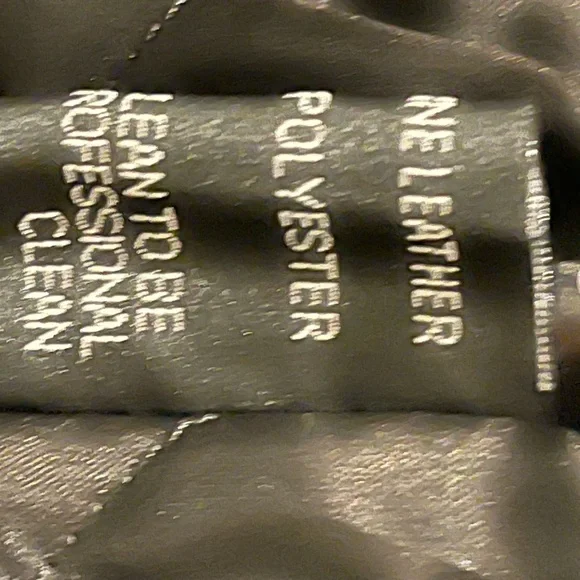 NE LEATHER
POLYESTER
LEAN TO BE
ROFESSIONAL
CLEAN